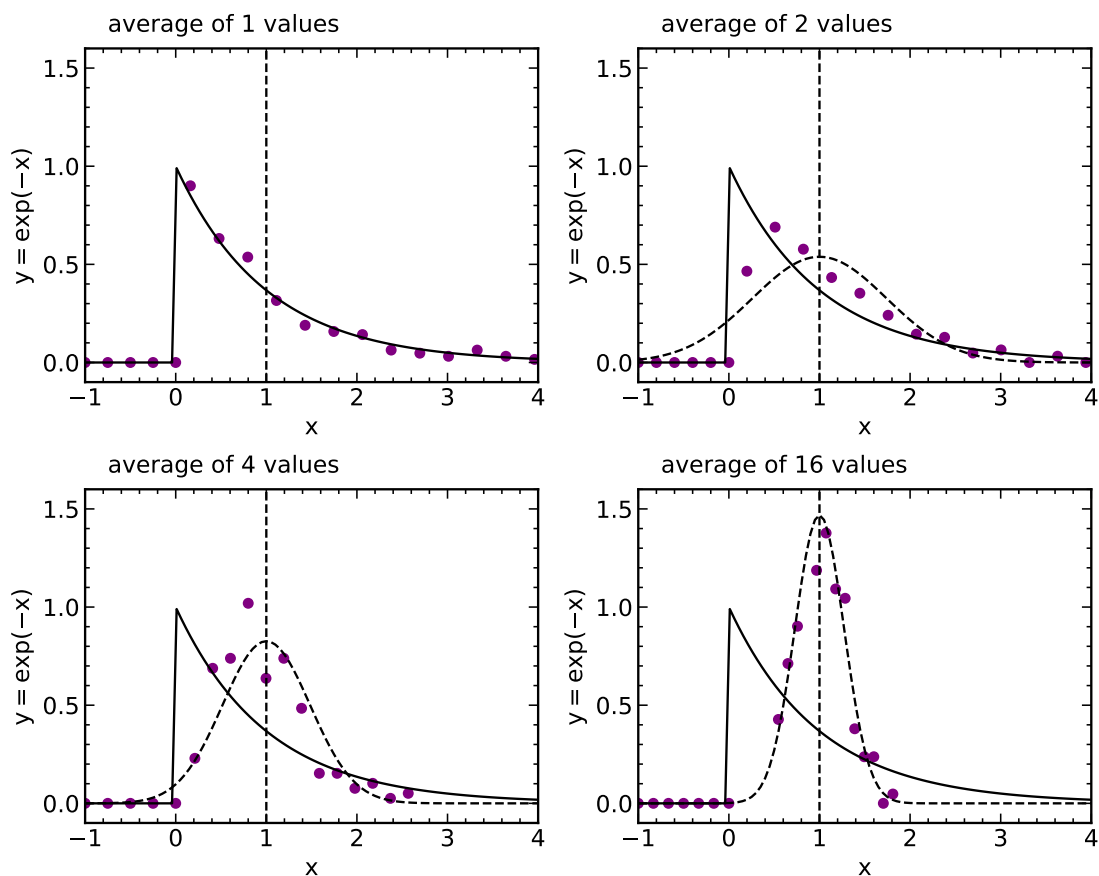 average of 1 values
1.5
1.0
0.5
0.0
y = exp(−x)
−1 0 1 2 3 4
x
average of 2 values
1.5
1.0
0.5
0.0
y = exp(−x)
−1 0 1 2 3 4
x
average of 4 values
1.5
1.0
0.5
0.0
y = exp(−x)
−1 0 1 2 3 4
x
average of 16 values
1.5
1.0
0.5
0.0
y = exp(−x)
−1 0 1 2 3 4
x